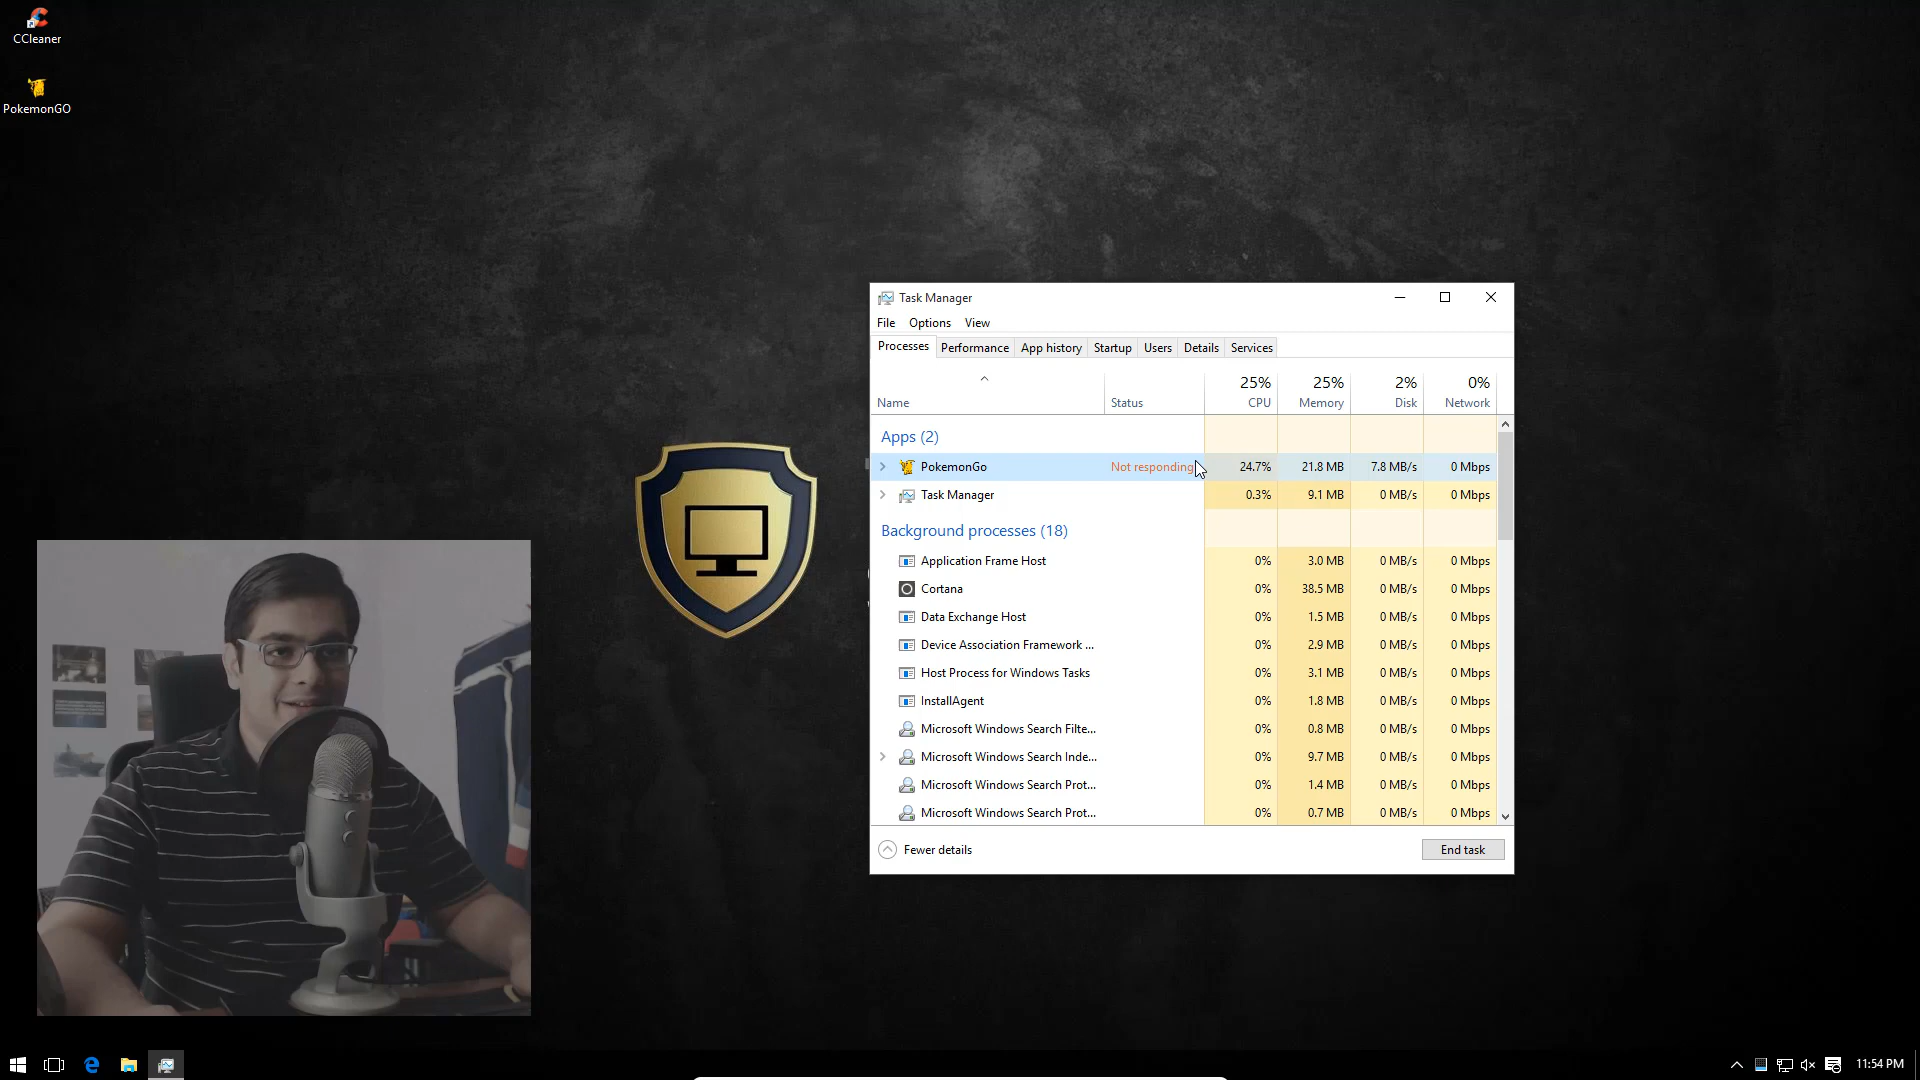 CCleaner
PokemonGO
Task Manager
File Options View
Processes Performance App history Startup Users Details Services
25% 25% 2% 0%
Name Status CPU Memory Disk Network
Apps (2)
PokemonGo Not responding 24.7% 21.8 MB 7.8 MB/s 0 Mbps
Task Manager 0.3% 9.1 MB 0 MB/s 0 Mbps
Background processes (18)
Application Frame Host 0% 3.0 MB 0 MB/s 0 Mbps
Cortana 0% 38.5 MB 0 MB/s 0 Mbps
Data Exchange Host 0% 1.5 MB 0 MB/s 0 Mbps
Device Association Framework ... 0% 2.9 MB 0 MB/s 0 Mbps
Host Process for Windows Tasks 0% 3.1 MB 0 MB/s 0 Mbps
InstallAgent 0% 1.8 MB 0 MB/s 0 Mbps
Microsoft Windows Search Filte... 0% 0.8 MB 0 MB/s 0 Mbps
Microsoft Windows Search Inde... 0% 9.7 MB 0 MB/s 0 Mbps
Microsoft Windows Search Prot... 0% 1.4 MB 0 MB/s 0 Mbps
Microsoft Windows Search Prot... 0% 0.7 MB 0 MB/s 0 Mbps
Fewer details End task
11:54 PM